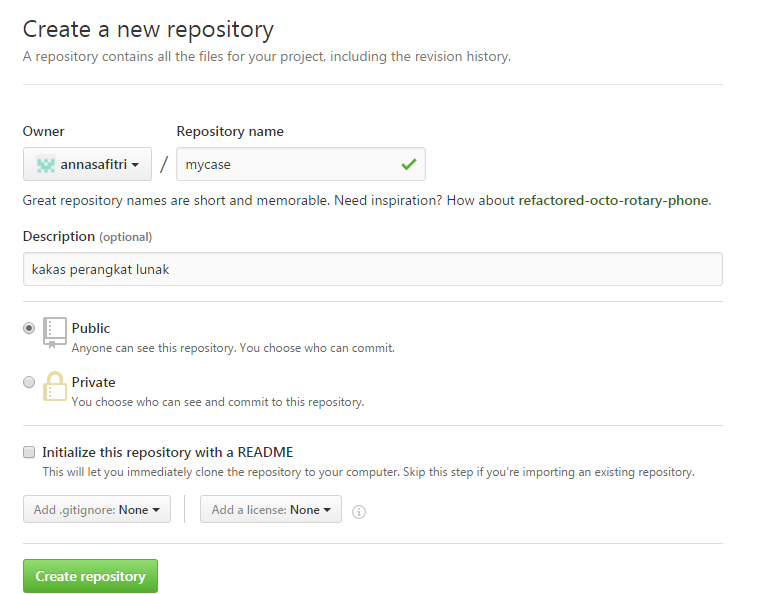 Create a new repository
A repository contains all the files for your project, including the revision history.
Owner Repository name
annasafitri / mycase
Great repository names are short and memorable. Need inspiration? How about refactored-octo-rotary-phone.
Description (optional)
kakas perangkat lunak
Public
Anyone can see this repository. You choose who can commit.
Private
You choose who can see and commit to this repository.
Initialize this repository with a README
This will let you immediately clone the repository to your computer. Skip this step if you're importing an existing repository.
Add .gitignore: None Add a license: None
Create repository